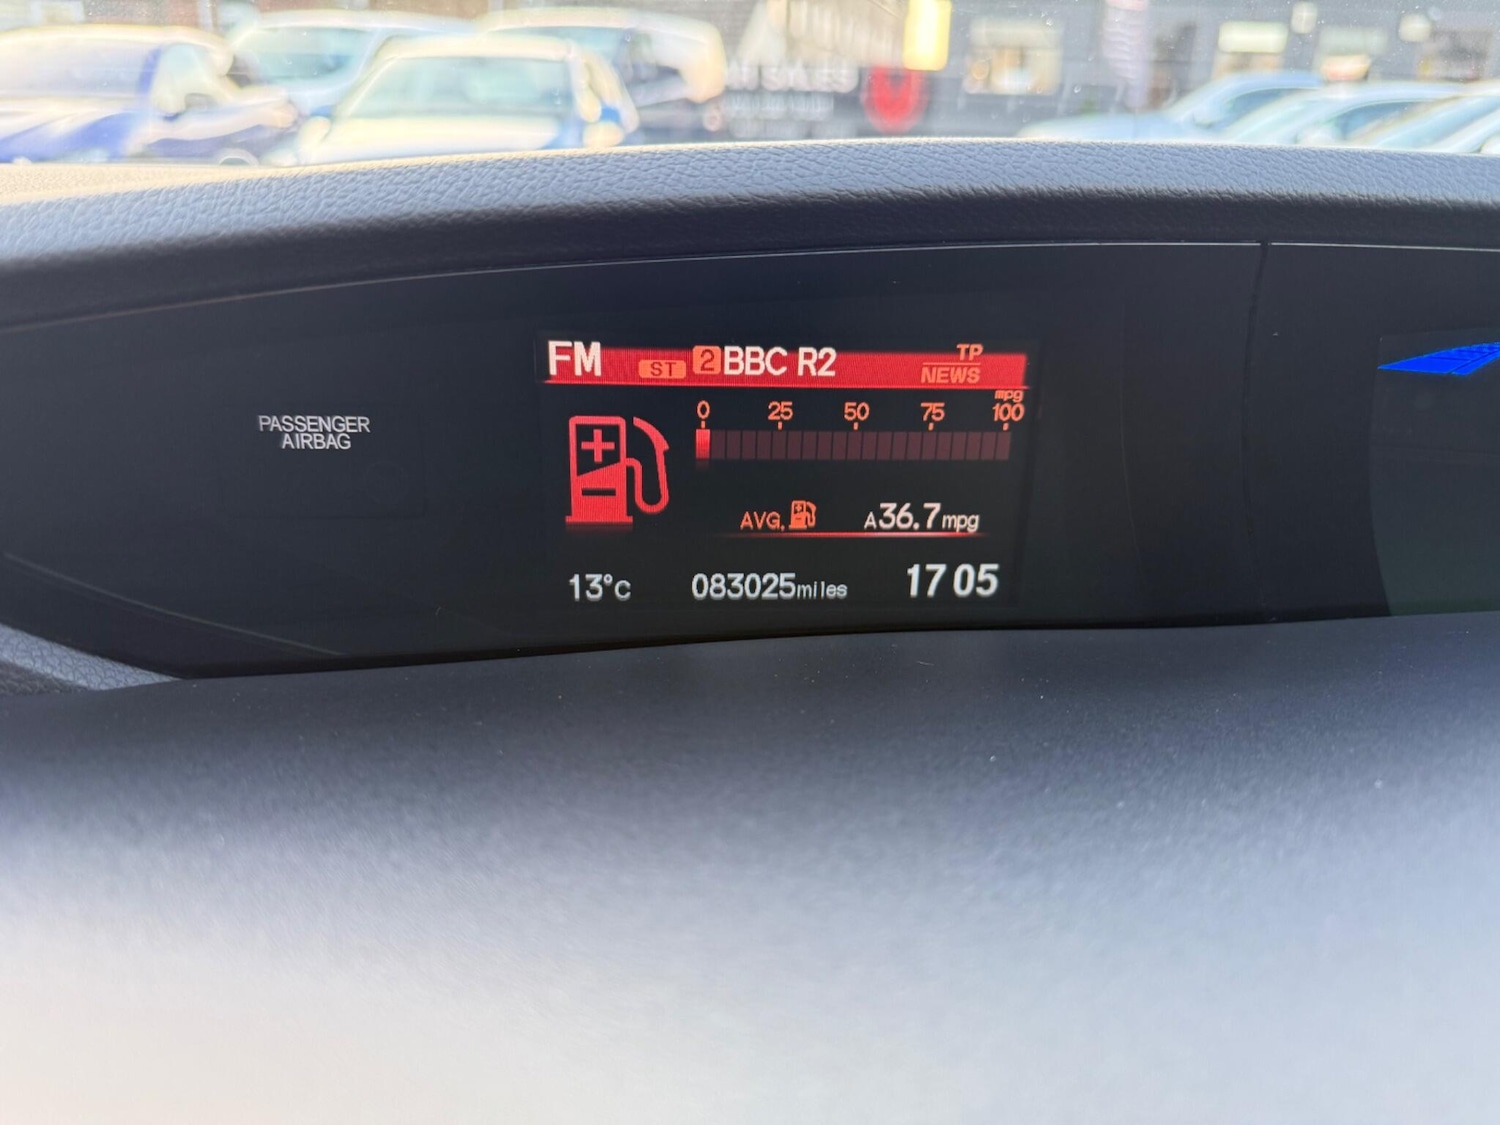 FM ST 2 BBC R2 TP
NEWS
mpg
0 25 50 75 100
PASSENGER
AIRBAG
AVG. A36.7mpg
13°C 083025miles 17 05